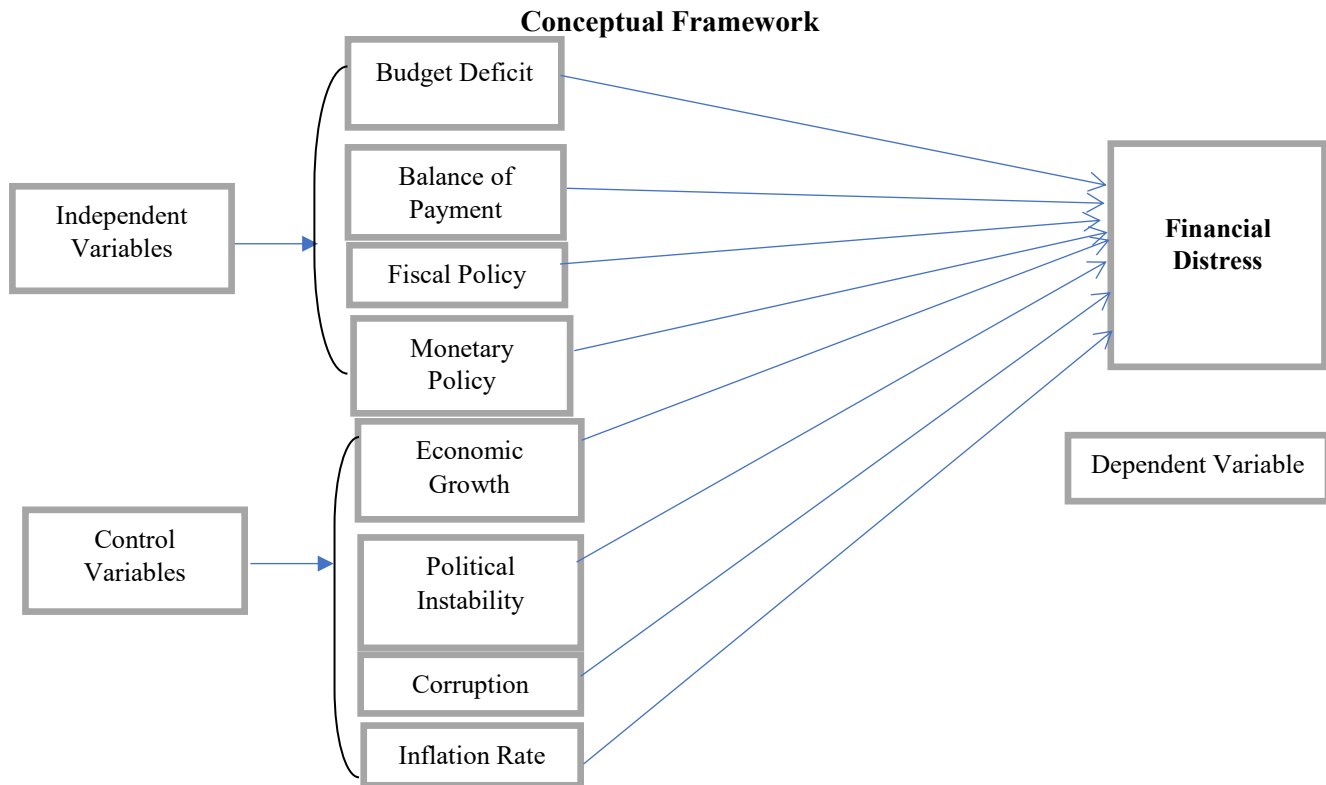 Conceptual Framework
Budget Deficit
Balance of
Payment
Independent
Variables
Fiscal Policy
Monetary
Policy
Financial
Distress
Economic
Growth
Dependent Variable
Control
Variables
Political
Instability
Corruption
Inflation Rate